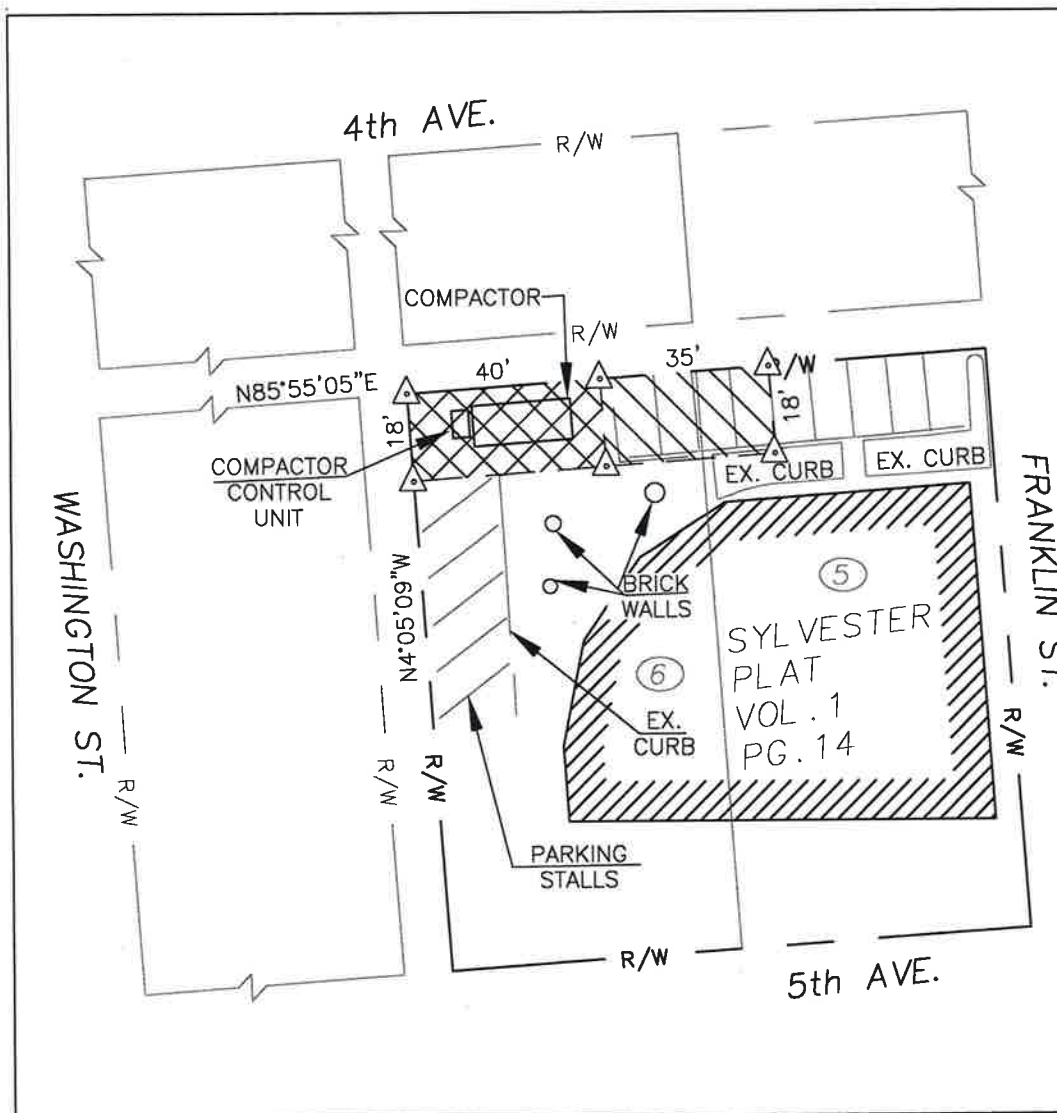 4th AVE.
R/W
COMPACTOR
R/W
40'
35'
R/W
N85°55'05"E
18'
18'
COMPACTOR
CONTROL
UNIT
EX. CURB
EX. CURB
WASHINGTON ST.
FRANKLIN ST.
N4°05'09"W
BRICK
WALLS
5
SYLVESTER
PLAT
VOL.1
PG.14
6
EX.
CURB
R/W
R/W
R/W
R/W
PARKING
STALLS
R/W
5th AVE.